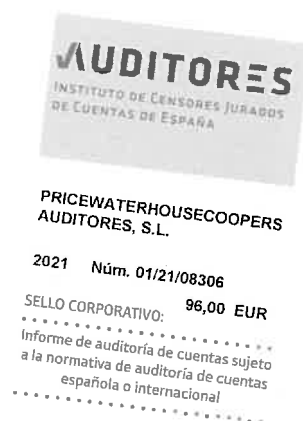 AUDITORES
INSTITUTO DE CENSORES JURADOS
DE CUENTAS DE ESPAÑA
PRICEWATERHOUSECOOPERS
AUDITORES, S.L.
2021 Núm. 01/21/08306
SELLO CORPORATIVO: 96,00 EUR
Informe de auditoría de cuentas sujeto
a la normativa de auditoría de cuentas
española o internacional